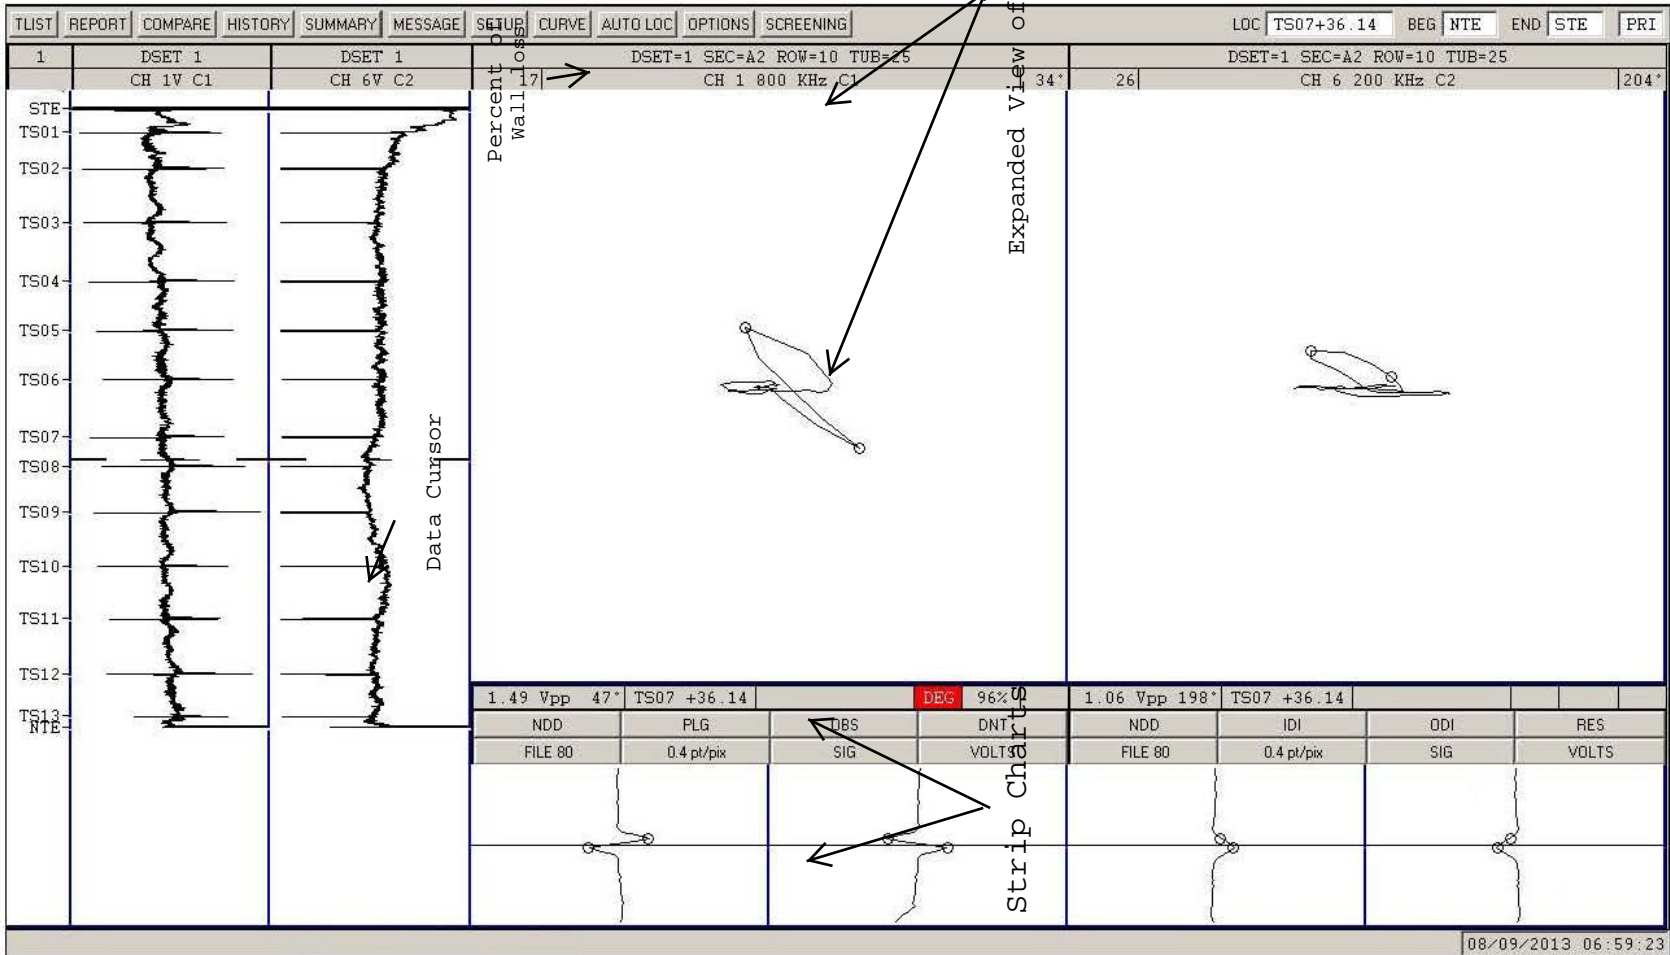 TLIST REPORT COMPARE HISTORY SUMMARY MESSAGE SETUP CURVE AUTO LOC OPTIONS SCREENING LOC TS07+36.14 BEG NTE END STE PRI
1 DSET 1 DSET 1 DSET=1 SEC=A2 ROW=10 TUB=25 DSET=1 SEC=A2 ROW=10 TUB=25
CH 1V C1 CH 6V C2 17 CH 1 800 KHz C1 34° 26 CH 6 200 KHz C2 204°
Percent of
Wall loss
Expanded View of
STE
TS01
TS02
TS03
TS04
TS05
TS06
TS07
TS08
TS09
TS10
TS11
TS12
TS13
NTE
Data Cursor
1.49 Vpp 47° TS07 +36.14 DEG 96% 1.06 Vpp 198° TS07 +36.14
NDD PLG OBS DNT NDD IDI ODI RES
FILE 80 0.4 pt/pix SIG VOLTS FILE 80 0.4 pt/pix SIG VOLTS
Strip Charts
08/09/2013 06:59:23